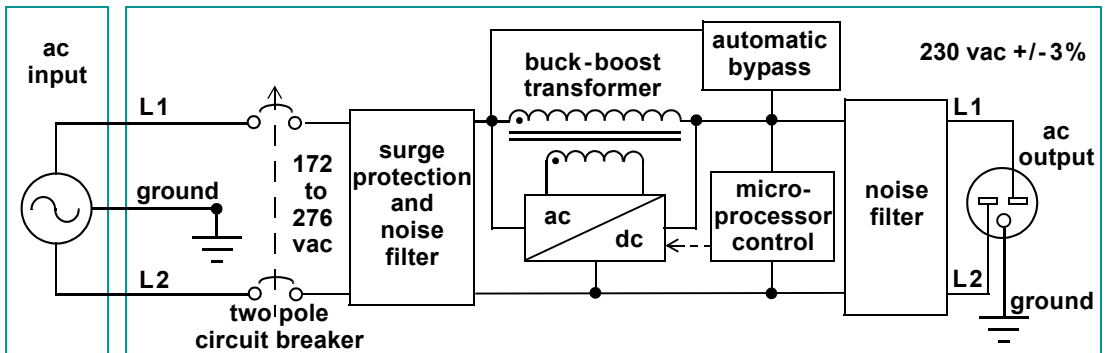 ac
input
L1
ground
L2
172
to
276
vac
two pole
circuit breaker
surge
protection
and
noise
filter
buck-boost
transformer
ac
dc
automatic
bypass
micro-
processor
control
noise
filter
230 vac +/-3%
L1
ac
output
L2
ground